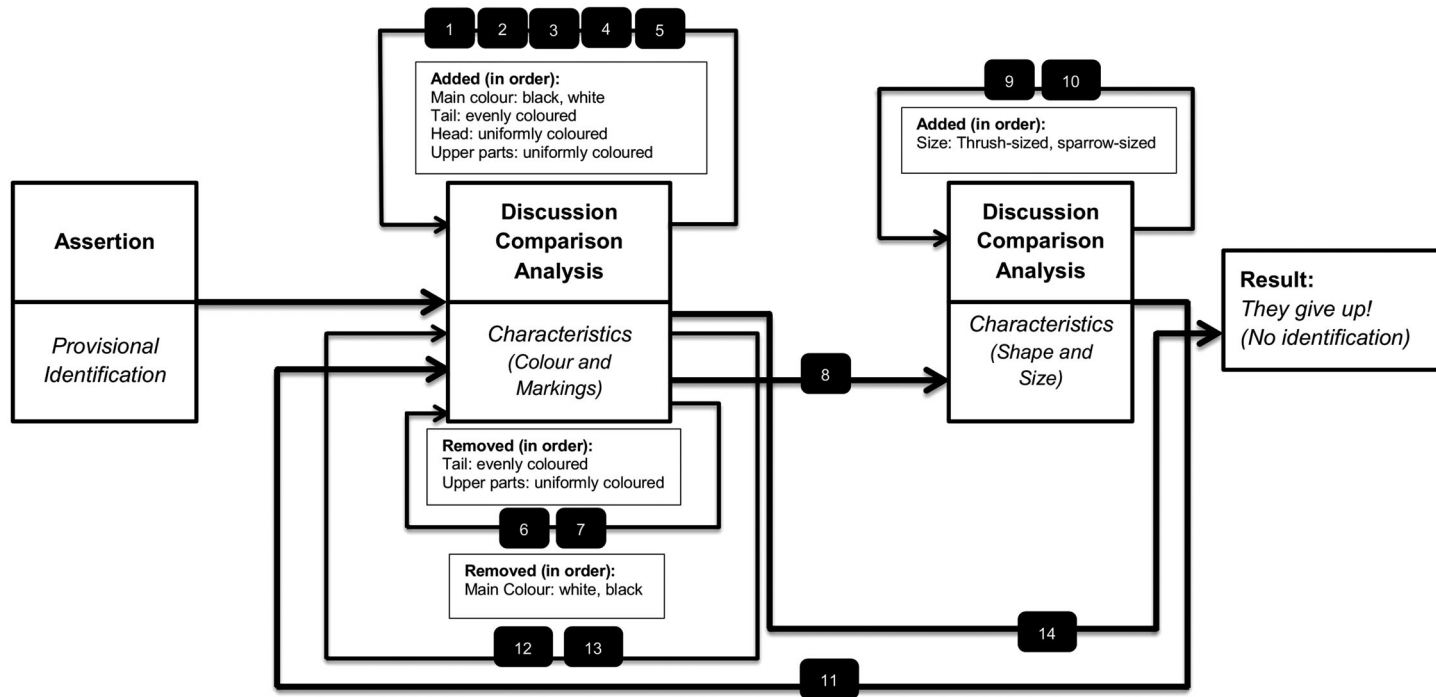 1 2 3 4 5
Added (in order):
Main colour: black, white
Tail: evenly coloured
Head: uniformly coloured
Upper parts: uniformly coloured
9 10
Added (in order):
Size: Thrush-sized, sparrow-sized
Assertion
Provisional
Identification
Discussion
Comparison
Analysis
Characteristics
(Colour and
Markings)
8
Discussion
Comparison
Analysis
Characteristics
(Shape and
Size)
Result:
They give up!
(No identification)
Removed (in order):
Tail: evenly coloured
Upper parts: uniformly coloured
6 7
Removed (in order):
Main Colour: white, black
12 13
14
11